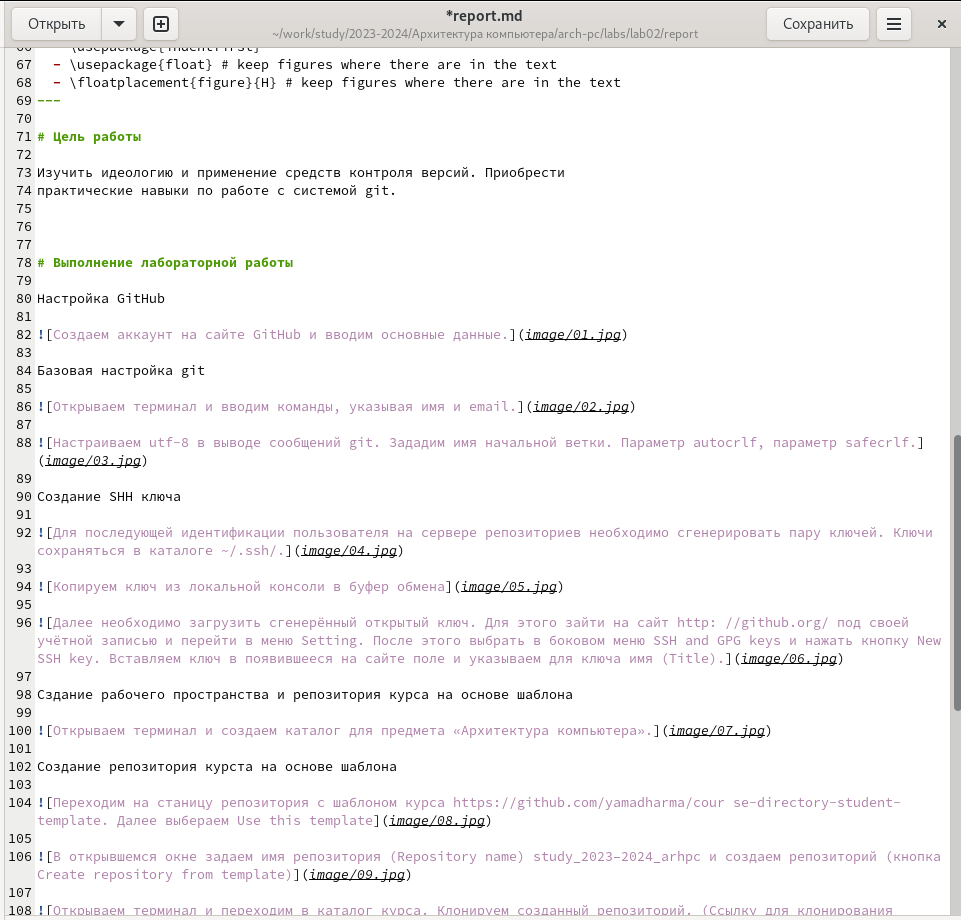 Открыть
*report.md
~/work/study/2023-2024/Архитектура компьютера/arch-pc/labs/lab02/report
Сохранить
66 - \usepackage{indentfirst}
67 - \usepackage{float} # keep figures where there are in the text
68 - \floatplacement{figure}{H} # keep figures where there are in the text
69 ---
70
71 # Цель работы
72
73 Изучить идеологию и применение средств контроля версий. Приобрести
74 практические навыки по работе с системой git.
75
76
77
78 # Выполнение лабораторной работы
79
80 Настройка GitHub
81
82 ![Создаем аккаунт на сайте GitHub и вводим основные данные.](image/01.jpg)
83
84 Базовая настройка git
85
86 ![Открываем терминал и вводим команды, указывая имя и email.](image/02.jpg)
87
88 ![Настраиваем utf-8 в выводе сообщений git. Зададим имя начальной ветки. Параметр autocrlf, параметр safecrlf.]
(image/03.jpg)
89
90 Создание SHH ключа
91
92 ![Для последующей идентификации пользователя на сервере репозиториев необходимо сгенерировать пару ключей. Ключи
сохраняться в каталоге ~/.ssh/.](image/04.jpg)
93
94 ![Копируем ключ из локальной консоли в буфер обмена](image/05.jpg)
95
96 ![Далее необходимо загрузить сгенерённый открытый ключ. Для этого зайти на сайт http: //github.org/ под своей
учётной записью и перейти в меню Setting. После этого выбрать в боковом меню SSH and GPG keys и нажать кнопку New
SSH key. Вставляем ключ в появившееся на сайте поле и указываем для ключа имя (Title).](image/06.jpg)
97
98 Сздание рабочего пространства и репозитория курса на основе шаблона
99
100 ![Открываем терминал и создаем каталог для предмета «Архитектура компьютера».](image/07.jpg)
101
102 Создание репозитория курста на основе шаблона
103
104 ![Переходим на станицу репозитория с шаблоном курса https://github.com/yamadharma/cour se-directory-student-
template. Далее выбераем Use this template](image/08.jpg)
105
106 ![В открывшемся окне задаем имя репозитория (Repository name) study_2023–2024_arhpc и создаем репозиторий (кнопка
Create repository from template)](image/09.jpg)
107
108 ![Открываем терминал и переходим в каталог курса. Клонируем созданный репозиторий. (Ссылку для клонирования